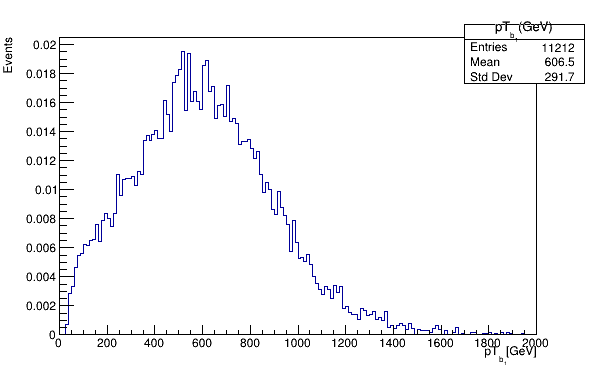 pT_b_1 (GeV)
Entries 11212
Mean 606.5
Std Dev 291.7
Events
0.02
0.018
0.016
0.014
0.012
0.01
0.008
0.006
0.004
0.002
0
0 200 400 600 800 1000 1200 1400 1600 1800 2000
pT_b_1 [GeV]